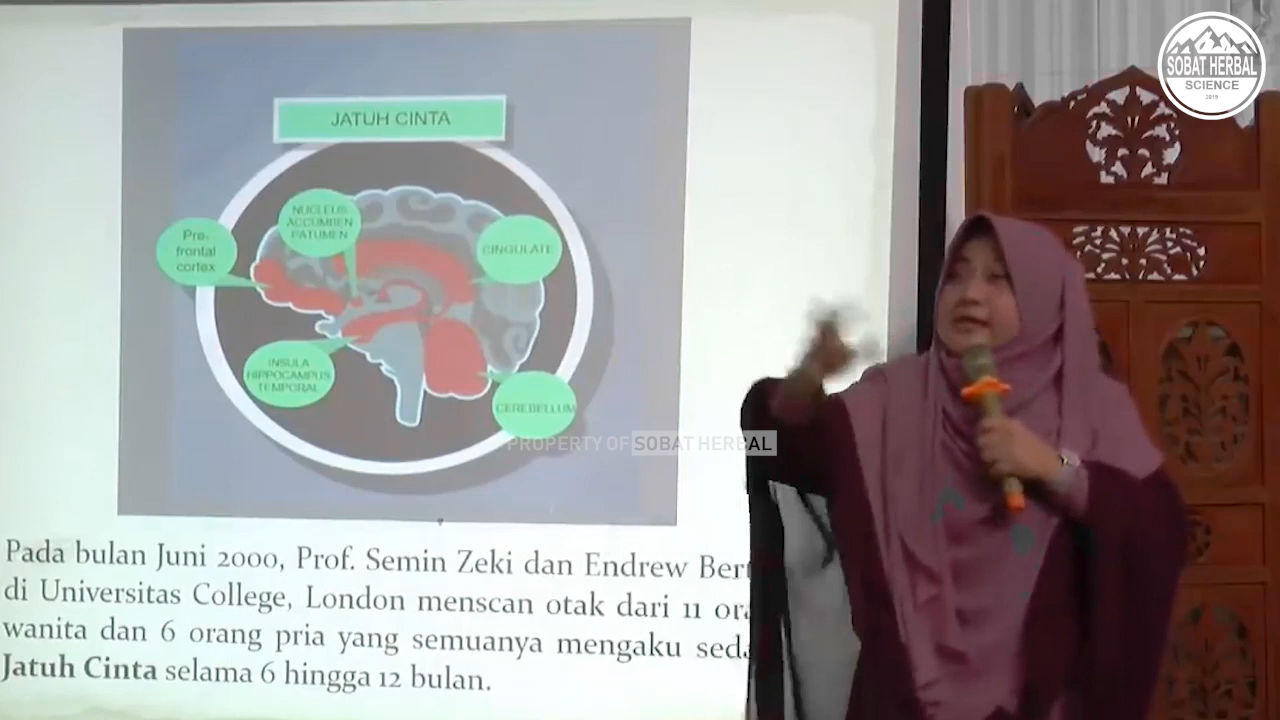 SOBAT HERBAL
SCIENCE
2015
JATUH CINTA
NUCLEUS
ACCUMBEN
PATUMEN
Pre-
frontal
cortex
CINGULATE
INSULA
HIPPOCAMPUS
TEMPORAL
CEREBELLUM
PROPERTY OF SOBAT HERBAL
Pada bulan Juni 2000, Prof. Semin Zeki dan Endrew Bert
di Universitas College, London menscan otak dari 11 ora
wanita dan 6 orang pria yang semuanya mengaku seda
Jatuh Cinta selama 6 hingga 12 bulan.